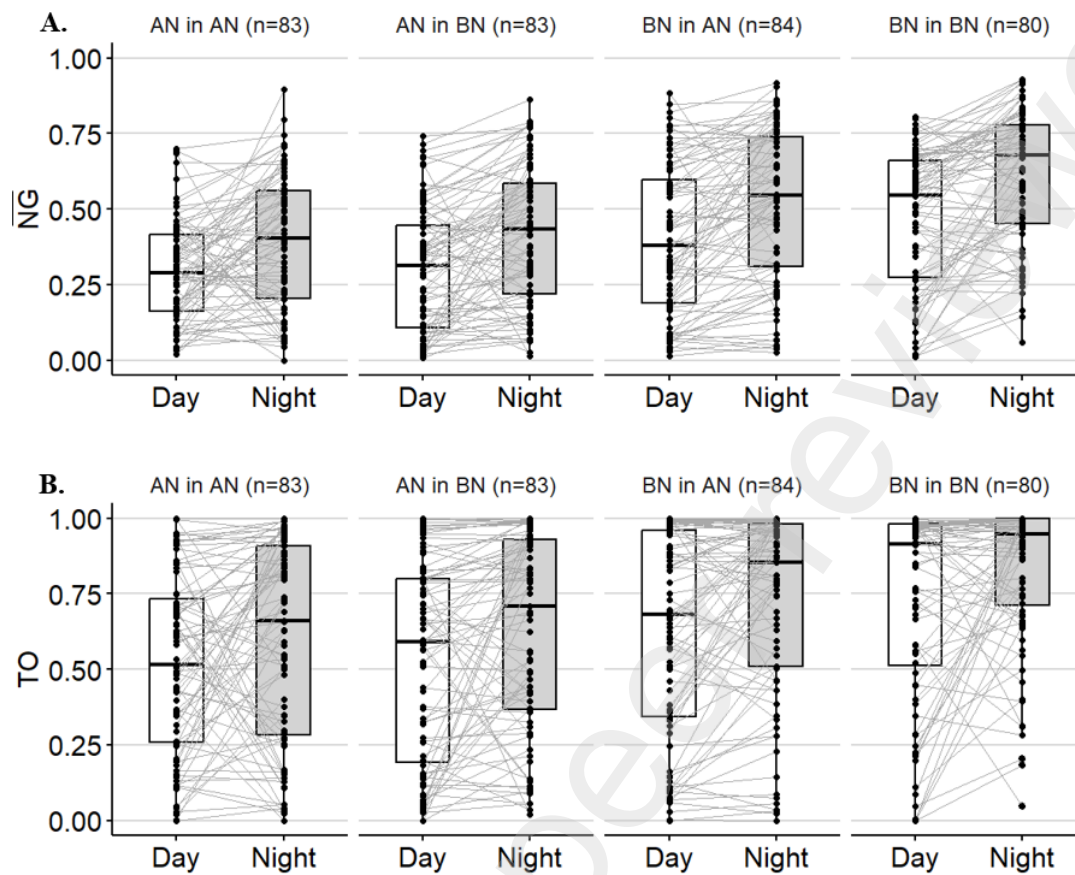 A.
AN in AN (n=83) AN in BN (n=83) BN in AN (n=84) BN in BN (n=80)
NG
1.00
0.75
0.50
0.25
0.00
Day Night Day Night Day Night Day Night
B.
AN in AN (n=83) AN in BN (n=83) BN in AN (n=84) BN in BN (n=80)
TO
1.00
0.75
0.50
0.25
0.00
Day Night Day Night Day Night Day Night
peer review